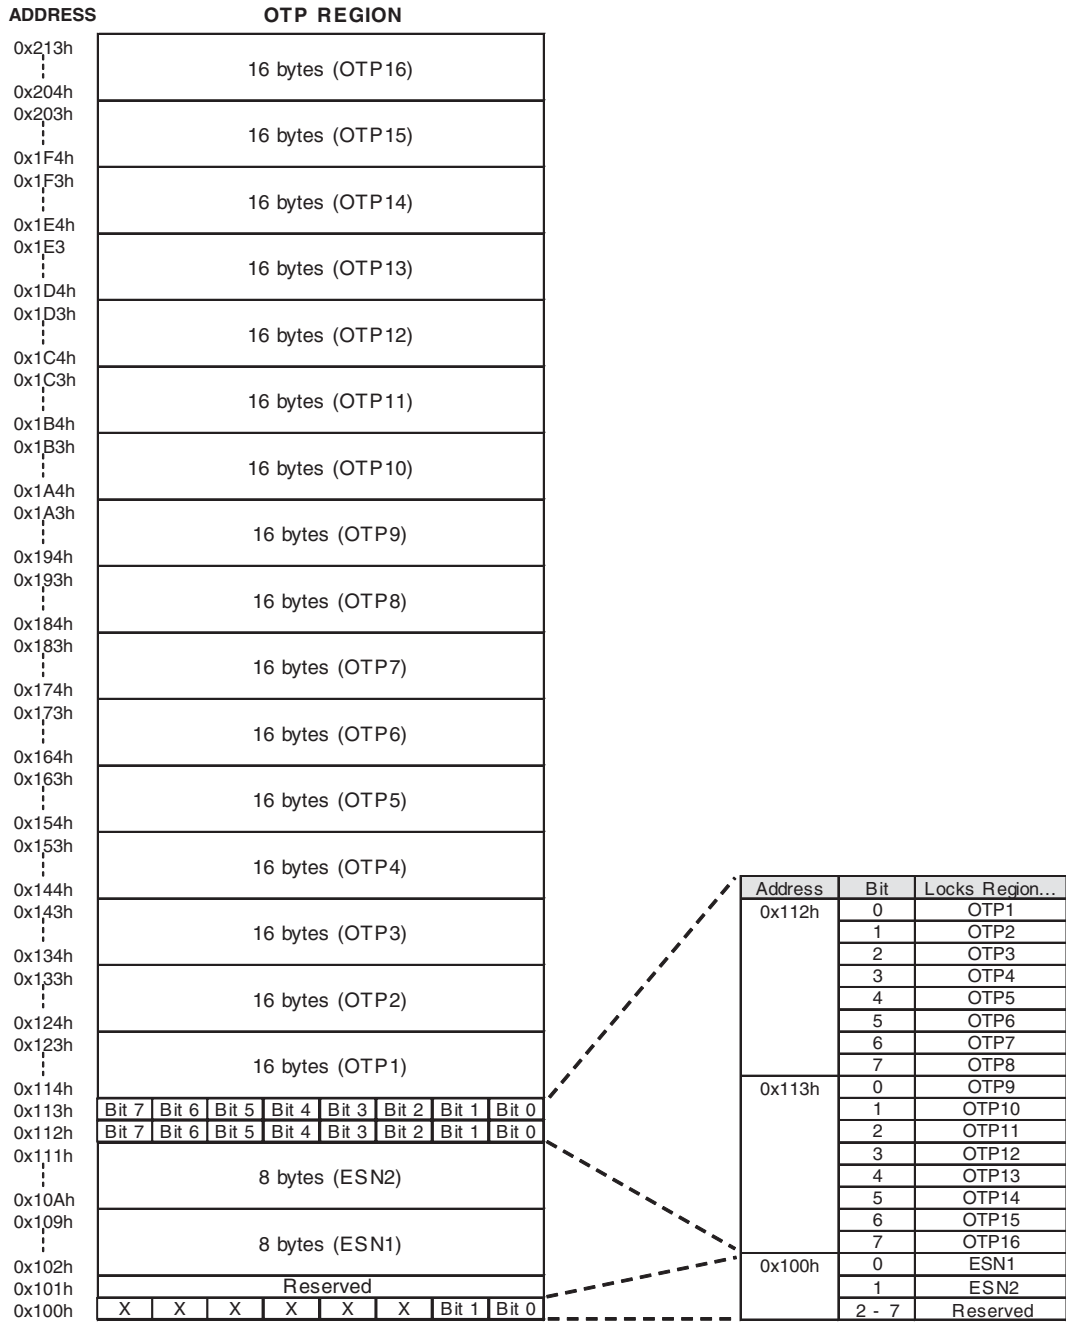 ADDRESS OTP REGION
0x213h
16 bytes (OTP16)
0x204h
0x203h
16 bytes (OTP15)
0x1F4h
0x1F3h
16 bytes (OTP14)
0x1E4h
0x1E3
16 bytes (OTP13)
0x1D4h
0x1D3h
16 bytes (OTP12)
0x1C4h
0x1C3h
16 bytes (OTP11)
0x1B4h
0x1B3h
16 bytes (OTP10)
0x1A4h
0x1A3h
16 bytes (OTP9)
0x194h
0x193h
16 bytes (OTP8)
0x184h
0x183h
16 bytes (OTP7)
0x174h
0x173h
16 bytes (OTP6)
0x164h
0x163h
16 bytes (OTP5)
0x154h
0x153h
16 bytes (OTP4)
0x144h
0x143h
16 bytes (OTP3)
0x134h
0x133h
16 bytes (OTP2)
0x124h
0x123h
16 bytes (OTP1)
0x114h
0x113h Bit 7 Bit 6 Bit 5 Bit 4 Bit 3 Bit 2 Bit 1 Bit 0
0x112h Bit 7 Bit 6 Bit 5 Bit 4 Bit 3 Bit 2 Bit 1 Bit 0
0x111h
8 bytes (ESN2)
0x10Ah
0x109h
8 bytes (ESN1)
0x102h
0x101h Reserved
0x100h X X X X X X Bit 1 Bit 0
Address Bit Locks Region...
0x112h 0 OTP1
1 OTP2
2 OTP3
3 OTP4
4 OTP5
5 OTP6
6 OTP7
7 OTP8
0x113h 0 OTP9
1 OTP10
2 OTP11
3 OTP12
4 OTP13
5 OTP14
6 OTP15
7 OTP16
0x100h 0 ESN1
1 ESN2
2 - 7 Reserved